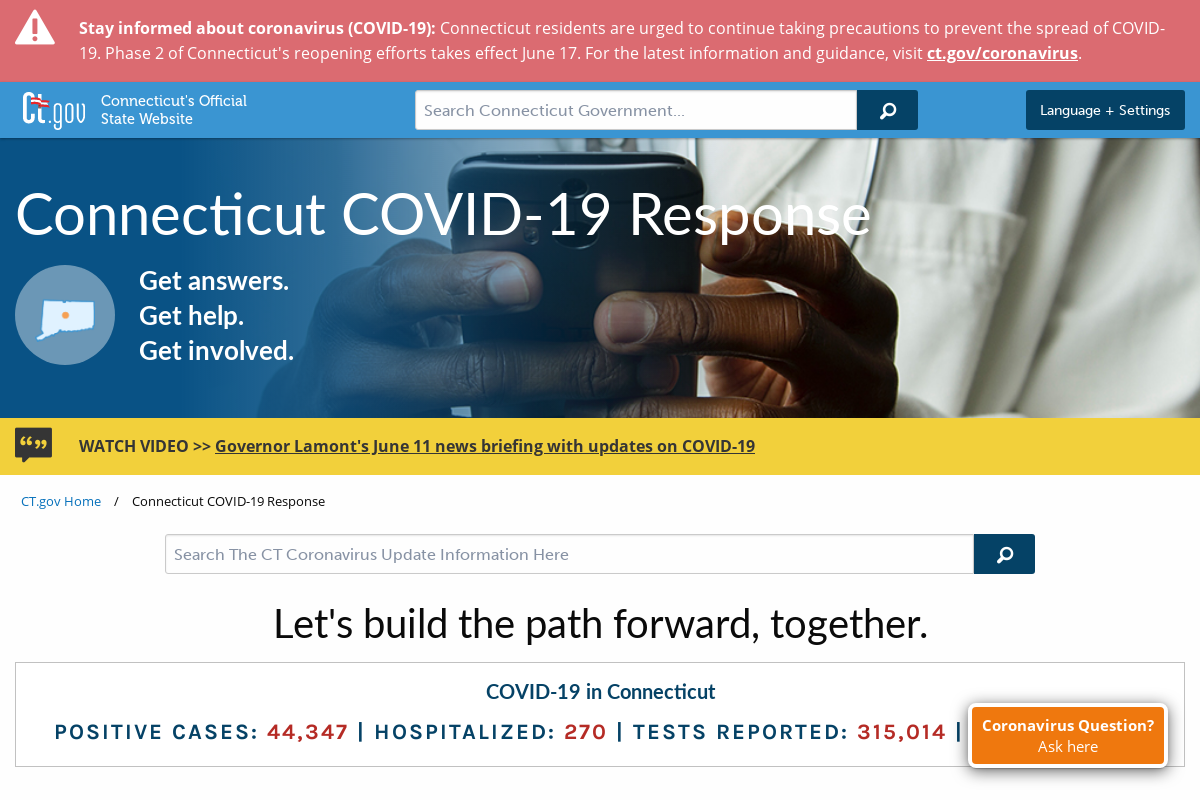 Stay informed about coronavirus (COVID-19): Connecticut residents are urged to continue taking precautions to prevent the spread of COVID-
19. Phase 2 of Connecticut's reopening efforts takes effect June 17. For the latest information and guidance, visit ct.gov/coronavirus.
Ct.gov
Connecticut's Official
State Website
Search Connecticut Government...
Language + Settings
Connecticut COVID-19 Response
Get answers.
Get help.
Get involved.
WATCH VIDEO >> Governor Lamont's June 11 news briefing with updates on COVID-19
CT.gov Home / Connecticut COVID-19 Response
Search The CT Coronavirus Update Information Here
Let's build the path forward, together.
COVID-19 in Connecticut
POSITIVE CASES: 44,347 | HOSPITALIZED: 270 | TESTS REPORTED: 315,014 |
Coronavirus Question?
Ask here